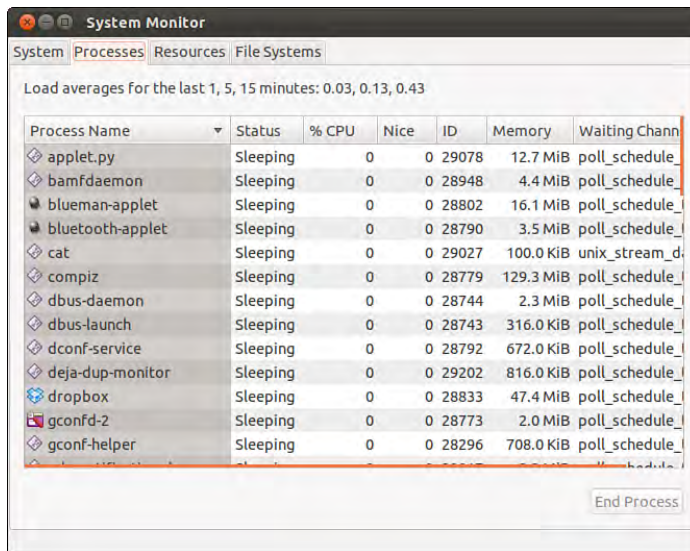 System Monitor
System Processes Resources File Systems
Load averages for the last 1, 5, 15 minutes: 0.03, 0.13, 0.43
Process Name Status % CPU Nice ID Memory Waiting Chann
applet.py Sleeping 0 0 29078 12.7 MiB poll_schedule_
bamfdaemon Sleeping 0 0 28948 4.4 MiB poll_schedule_
blueman-applet Sleeping 0 0 28802 16.1 MiB poll_schedule_
bluetooth-applet Sleeping 0 0 28790 3.5 MiB poll_schedule_
cat Sleeping 0 0 29027 100.0 KiB unix_stream_da
compiz Sleeping 0 0 28779 129.3 MiB poll_schedule_
dbus-daemon Sleeping 0 0 28744 2.3 MiB poll_schedule_
dbus-launch Sleeping 0 0 28743 316.0 KiB poll_schedule_
dconf-service Sleeping 0 0 28792 672.0 KiB poll_schedule_
deja-dup-monitor Sleeping 0 0 29202 816.0 KiB poll_schedule_
dropbox Sleeping 0 0 28833 47.4 MiB poll_schedule_
gconfd-2 Sleeping 0 0 28773 2.0 MiB poll_schedule_
gconf-helper Sleeping 0 0 28296 708.0 KiB poll_schedule_
End Process